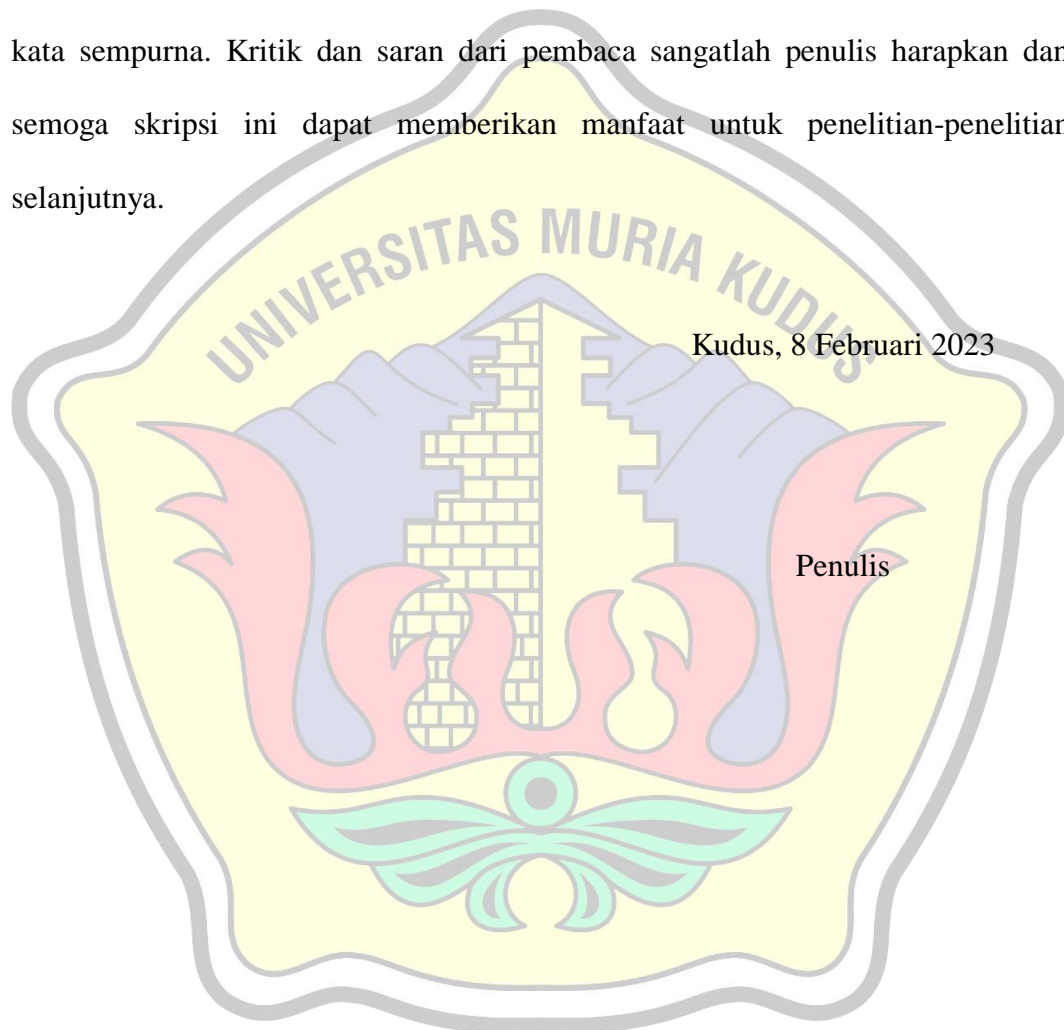 kata sempurna. Kritik dan saran dari pembaca sangatlah penulis harapkan dan
semoga skripsi ini dapat memberikan manfaat untuk penelitian-penelitian
selanjutnya.
UNIVERSITAS MURIA KUDUS
Kudus, 8 Februari 2023
Penulis